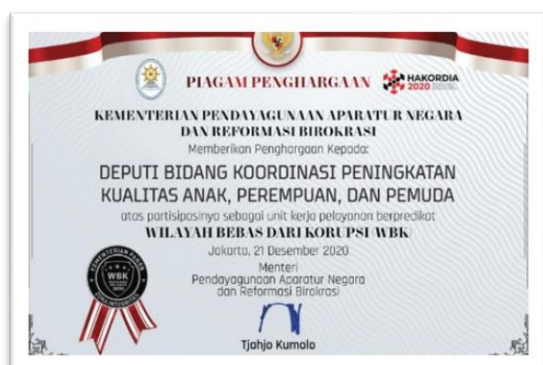 PIAGAM PENGHARGAAN
HAKORDIA
2020
KEMENTERIAN PENDAYAGUNAAN APARATUR NEGARA
DAN REFORMASI BIROKRASI
Memberikan Penghargaan Kepada:
DEPUTI BIDANG KOORDINASI PENINGKATAN
KUALITAS ANAK, PEREMPUAN, DAN PEMUDA
atas partisipasinya sebagai unit kerja pelayanan berpredikat
WILAYAH BEBAS DARI KORUPSI (WBK)
Jakarta, 21 Desember 2020
Menteri
Pendayagunaan Aparatur Negara
dan Reformasi Birokrasi
KEMENTERIAN PANRB
WBK
Tjahjo Kumolo